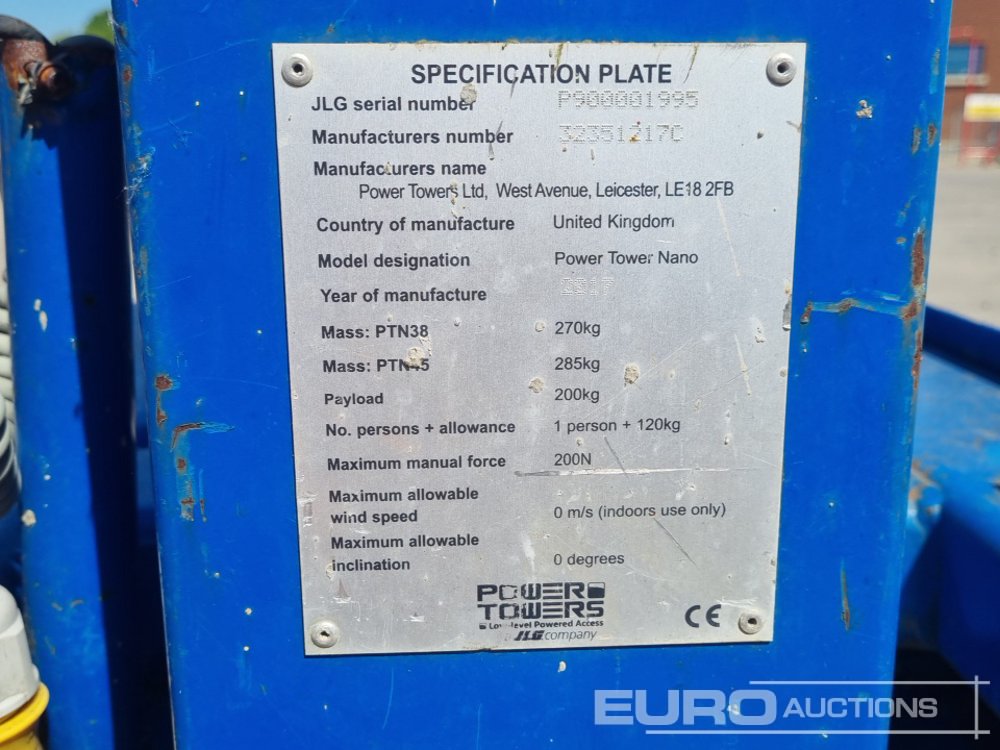 SPECIFICATION PLATE
JLG serial number P900001995
Manufacturers number 32351217C
Manufacturers name
Power Towers Ltd, West Avenue, Leicester, LE18 2FB
Country of manufacture United Kingdom
Model designation Power Tower Nano
Year of manufacture 2017
Mass: PTN38 270kg
Mass: PTN45 285kg
Payload 200kg
No. persons + allowance 1 person + 120kg
Maximum manual force 200N
Maximum allowable
wind speed 0 m/s (indoors use only)
Maximum allowable
inclination 0 degrees
POWER
TOWERS
Low-level Powered Access
JLG company
CE
EURO AUCTIONS